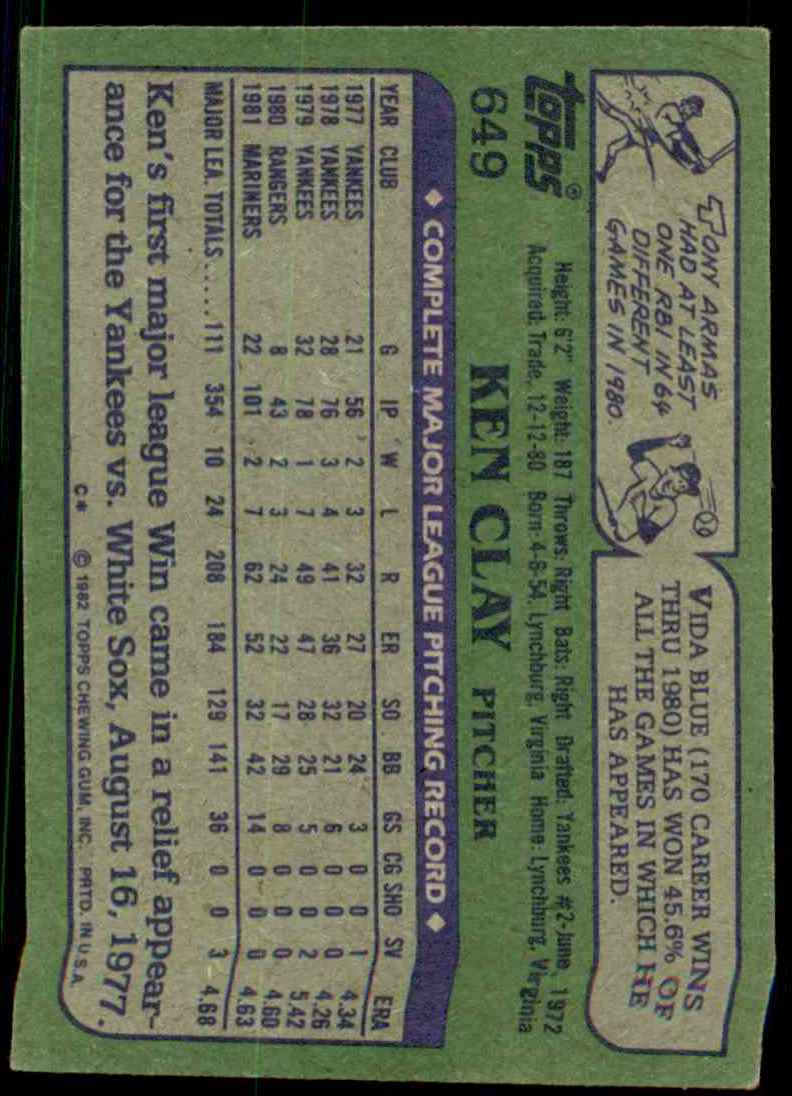 TONY ARMAS
HAD AT LEAST
ONE RBI IN 64
DIFFERENT
GAMES IN 1980.
VIDA BLUE (170 CAREER WINS
THRU 1980) HAS WON 45.6% OF
ALL THE GAMES IN WHICH HE
HAS APPEARED.
topps®
649
Height: 6'2" Weight: 187 Throws: Right Bats: Right Drafted: Yankees #2-June, 1972
Acquired: Trade, 12-12-80 Born: 4-6-54, Lynchburg, Virginia Home: Lynchburg, Virginia
KEN CLAY PITCHER
◆ COMPLETE MAJOR LEAGUE PITCHING RECORD ◆
YEAR CLUB G IP W L R ER SO BB GS CG SHO SV ERA
1977 YANKEES 21 56 2 3 32 27 20 24 3 0 0 1 4.34
1978 YANKEES 28 76 3 4 41 36 32 21 6 0 0 0 4.26
1979 YANKEES 32 78 1 7 49 47 28 25 5 0 0 2 5.42
1980 RANGERS 8 43 2 3 24 22 17 29 8 0 0 0 4.60
1981 MARINERS 22 101 2 7 62 52 32 42 14 0 0 0 4.63
MAJOR LEA. TOTALS..... 111 354 10 24 208 184 129 141 36 0 0 3 4.68
Ken's first major league Win came in a relief appear-
ance for the Yankees vs. White Sox, August 16, 1977.
C* © 1982 TOPPS CHEWING GUM, INC. PRTD. IN U.S.A.